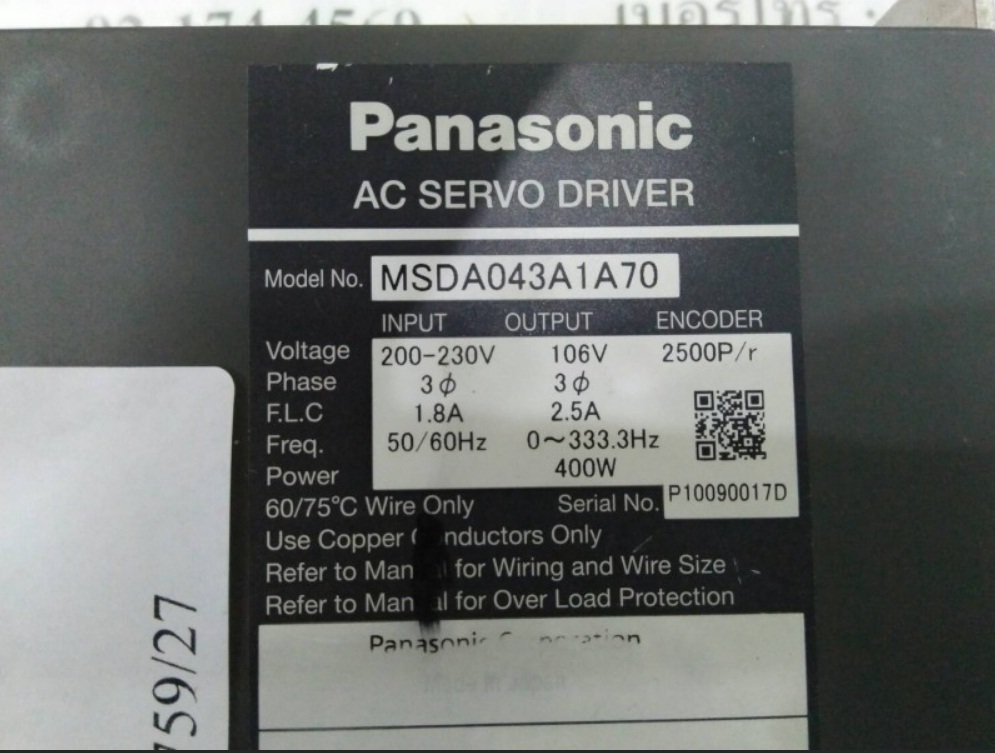 Panasonic
AC SERVO DRIVER
Model No. MSDA043A1A70
INPUT OUTPUT ENCODER
Voltage 200-230V 106V 2500P/r
Phase 3ϕ 3ϕ
F.L.C 1.8A 2.5A
Freq. 50/60Hz 0~333.3Hz
Power 400W
60/75°C Wire Only Serial No. P10090017D
Use Copper C nductors Only
Refer to Man al for Wiring and Wire Size
Refer to Man al for Over Load Protection
Panasonic
759/27